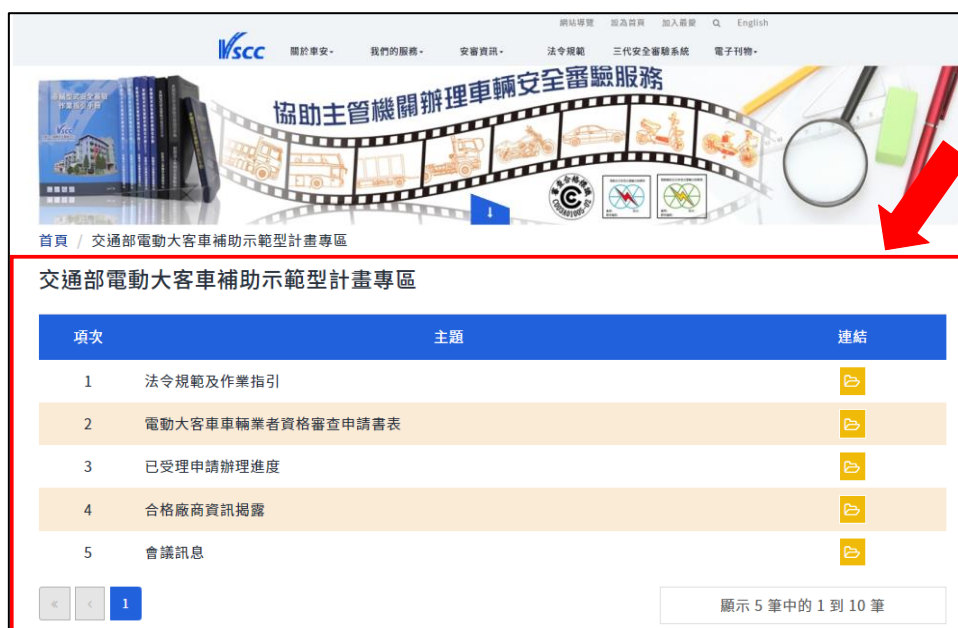 網站導覽 設為首頁 加入最愛 English
VSCC 關於車安 我們的服務 安審資訊 法令規範 三代安全審驗系統 電子刊物
協助主管機關辦理車輛安全審驗服務
首頁 / 交通部電動大客車補助示範型計畫專區
交通部電動大客車補助示範型計畫專區
項次 主題 連結
1 法令規範及作業指引
2 電動大客車車輛業者資格審查申請書表
3 已受理申請辦理進度
4 合格廠商資訊揭露
5 會議訊息
« ‹ 1 顯示 5 筆中的 1 到 10 筆